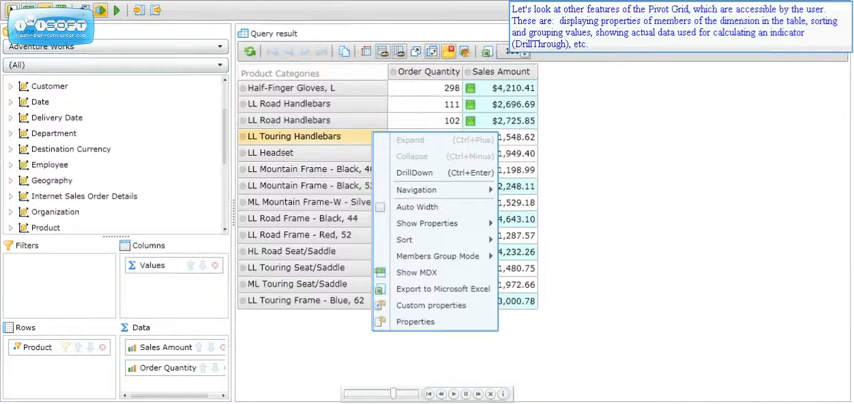 Let's look at other features of the Pivot Grid, which are accessible by the user.
These are: displaying properties of members of the dimension in the table, sorting
and grouping values, showing actual data used for calculating an indicator
(DrillThrough), etc.
Adventure Works
(All)
Customer
Date
Delivery Date
Department
Destination Currency
Employee
Geography
Internet Sales Order Details
Organization
Product
Filters
Columns
Σ Values
Rows
Σ Data
Product
Sales Amount
Order Quantity
Query result
Product Categories Order Quantity Sales Amount
Half-Finger Gloves, L 298 $4,210.41
LL Road Handlebars 111 $2,696.69
LL Road Handlebars 102 $2,725.85
LL Touring Handlebars 1,548.62
LL Headset 1,949.40
LL Mountain Frame - Black, 1,198.99
LL Mountain Frame - Black, 5 2,248.11
ML Mountain Frame-W - Silve 1,529.18
LL Road Frame - Black, 44 4,643.10
LL Road Frame - Red, 52 1,287.57
HL Road Seat/Saddle 4,232.26
LL Touring Seat/Saddle 1,480.75
ML Touring Seat/Saddle 1,972.66
LL Touring Frame - Blue, 62 3,000.78
Expand (Ctrl+Plus)
Collapse (Ctrl+Minus)
DrillDown (Ctrl+Enter)
Navigation
Auto Width
Show Properties
Sort
Members Group Mode
Show MDX
Export to Microsoft Excel
Custom properties
Properties